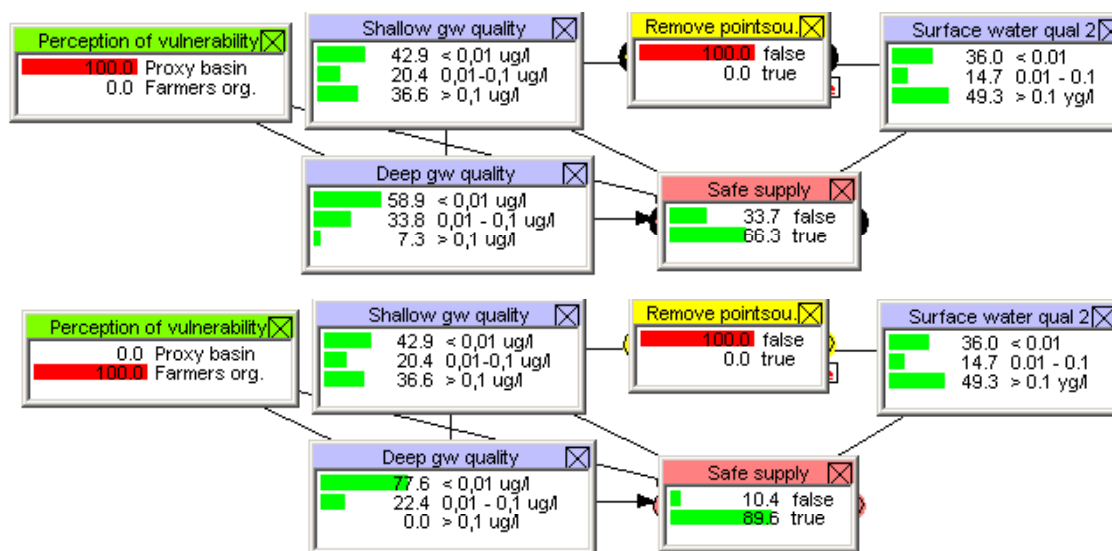 Perception of vulnerability
100.0 Proxy basin
0.0 Farmers org.
Shallow gw quality
42.9 < 0,01 ug/l
20.4 0,01-0,1 ug/l
36.6 > 0,1 ug/l
Remove pointsou.
100.0 false
0.0 true
Surface water qual 2
36.0 < 0.01
14.7 0.01 - 0.1
49.3 > 0.1 yg/l
Deep gw quality
58.9 < 0,01 ug/l
33.8 0,01 - 0,1 ug/l
7.3 > 0,1 ug/l
Safe supply
33.7 false
66.3 true
Perception of vulnerability
0.0 Proxy basin
100.0 Farmers org.
Shallow gw quality
42.9 < 0,01 ug/l
20.4 0,01-0,1 ug/l
36.6 > 0,1 ug/l
Remove pointsou.
100.0 false
0.0 true
Surface water qual 2
36.0 < 0.01
14.7 0.01 - 0.1
49.3 > 0.1 yg/l
Deep gw quality
77.6 < 0,01 ug/l
22.4 0,01 - 0,1 ug/l
0.0 > 0,1 ug/l
Safe supply
10.4 false
89.6 true